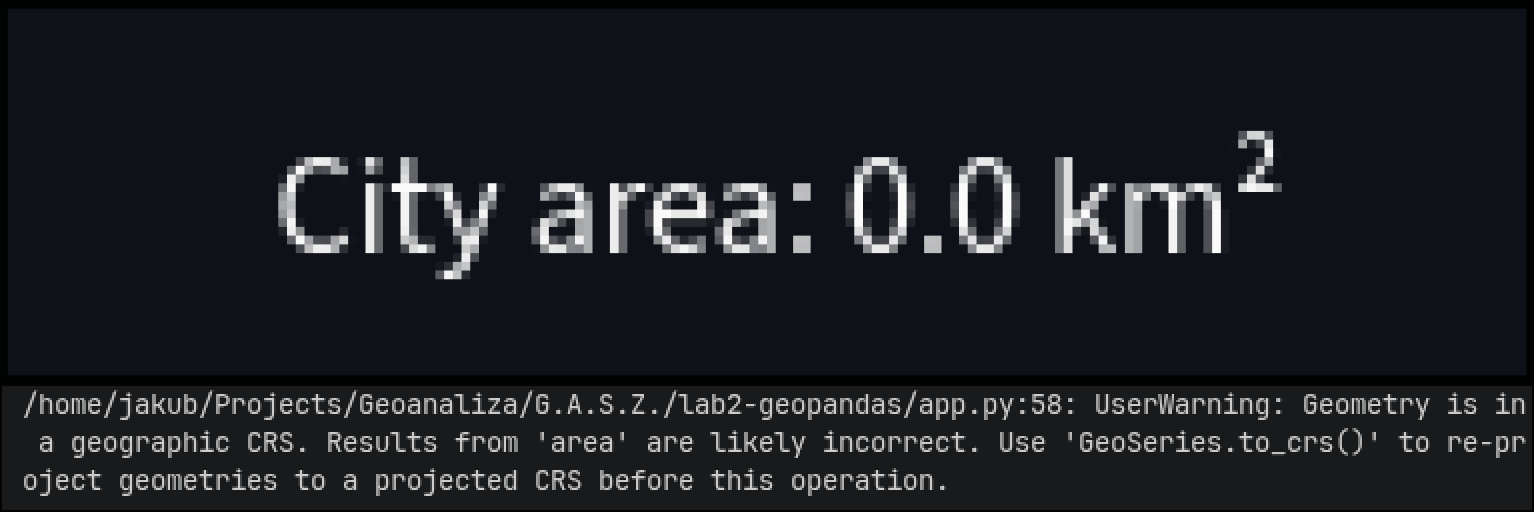 City area: 0.0 km²
/home/jakub/Projects/Geoanaliza/G.A.S.Z./lab2-geopandas/app.py:58: UserWarning: Geometry is in
 a geographic CRS. Results from 'area' are likely incorrect. Use 'GeoSeries.to_crs()' to re-pr
oject geometries to a projected CRS before this operation.